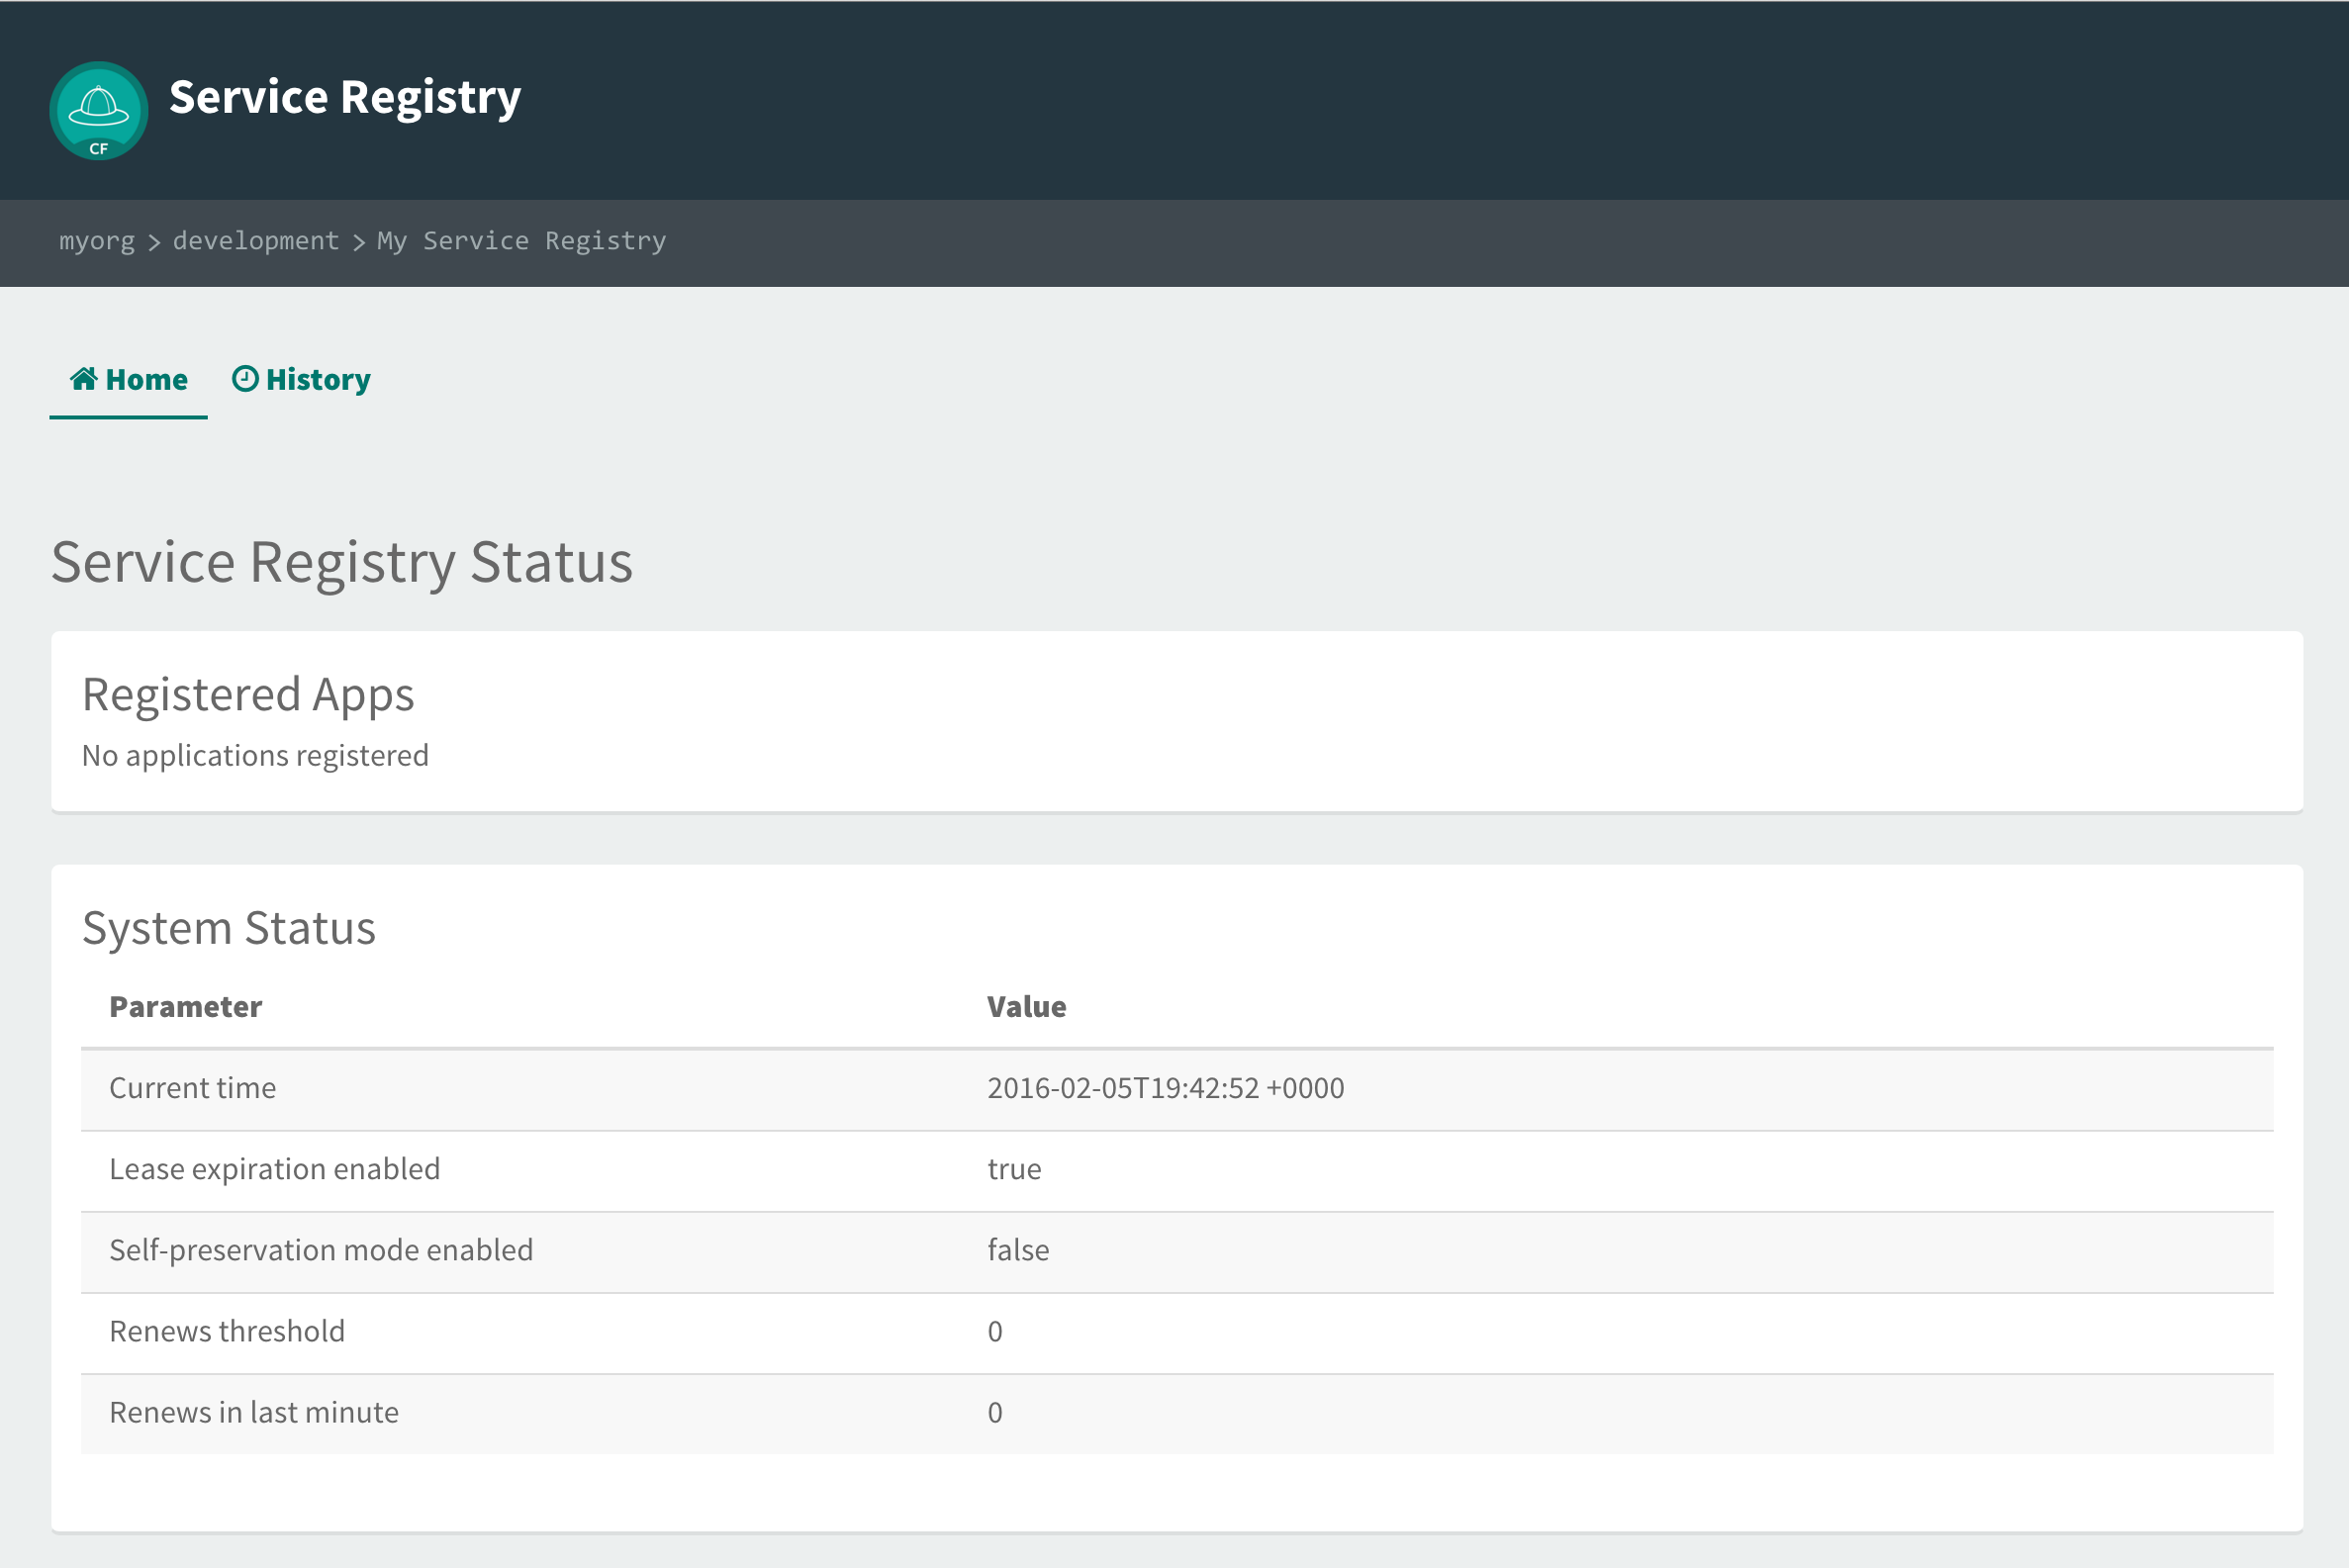 Service Registry
CF
myorg > development > My Service Registry
Home History
Service Registry Status
Registered Apps
No applications registered
System Status
Parameter Value
Current time 2016-02-05T19:42:52 +0000
Lease expiration enabled true
Self-preservation mode enabled false
Renews threshold 0
Renews in last minute 0